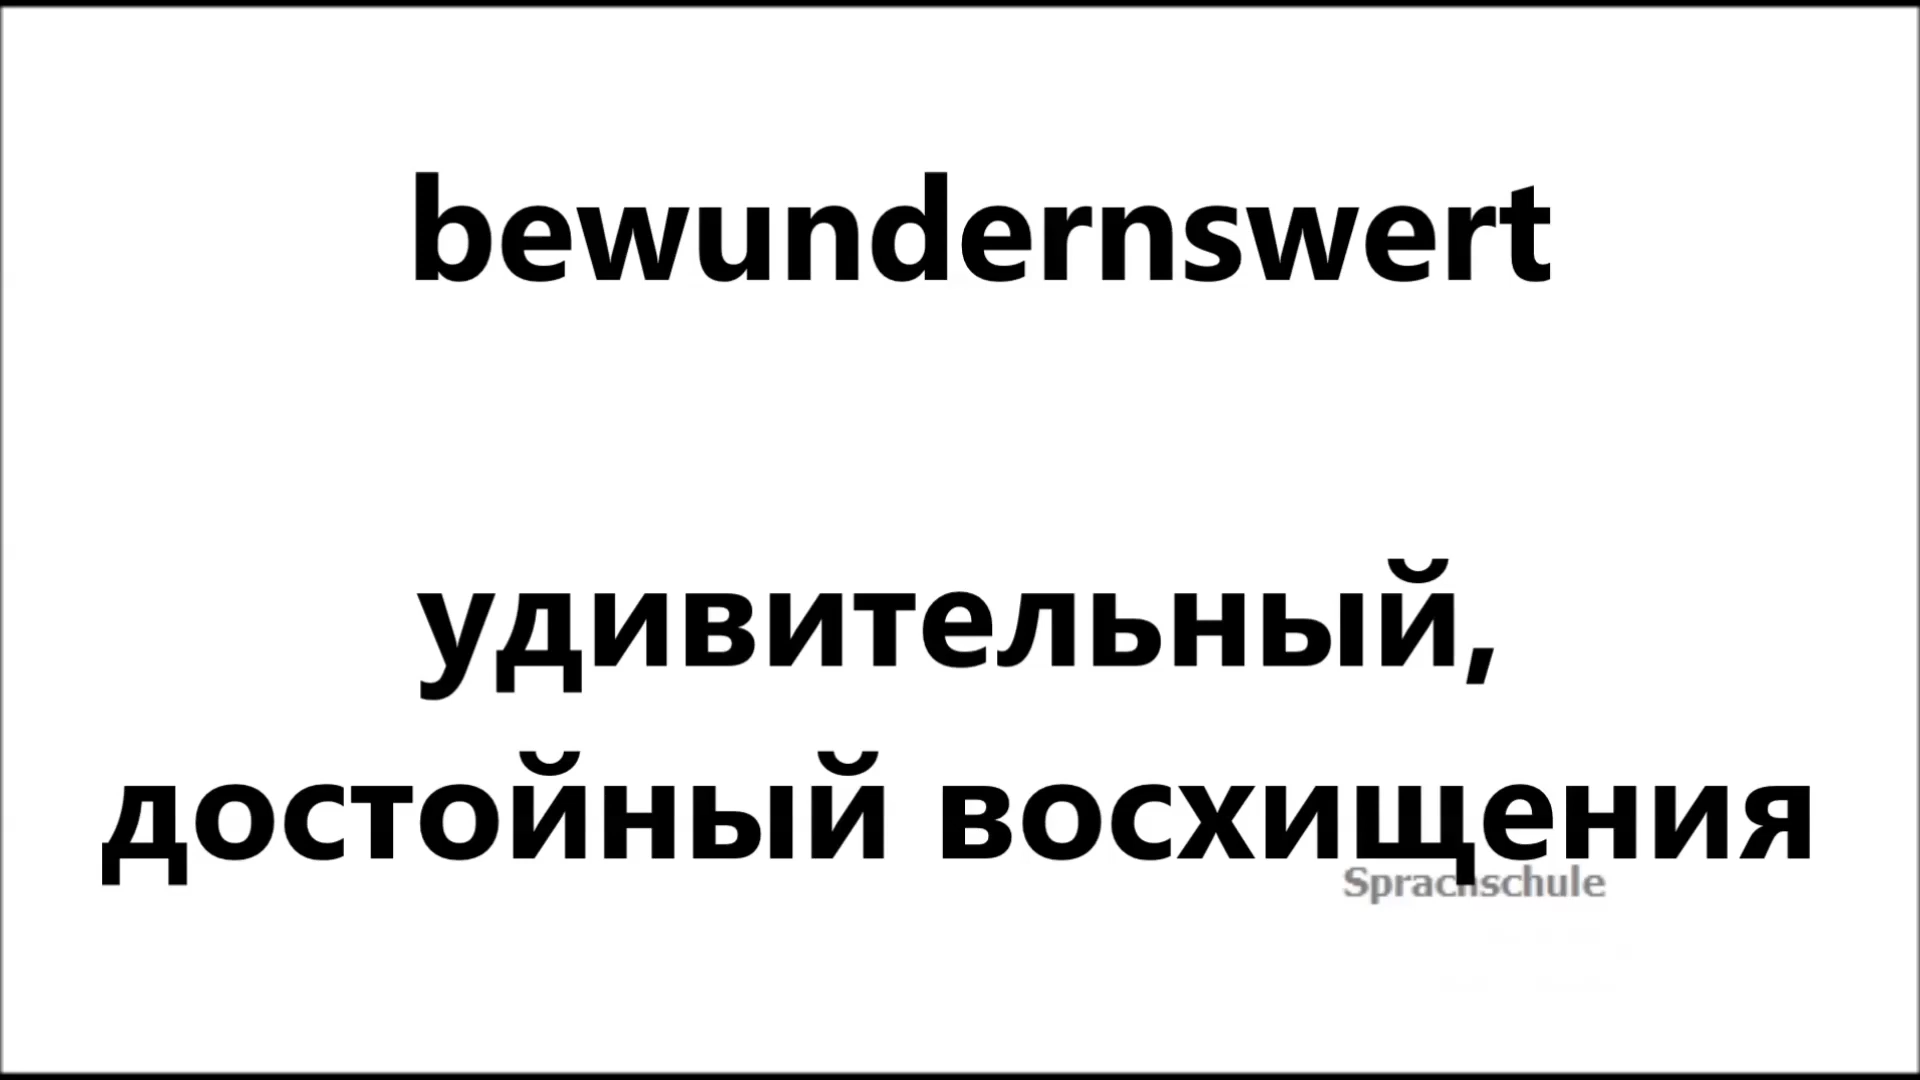 bewundernswert
удивительный,
достойный восхищения
Sprachschule